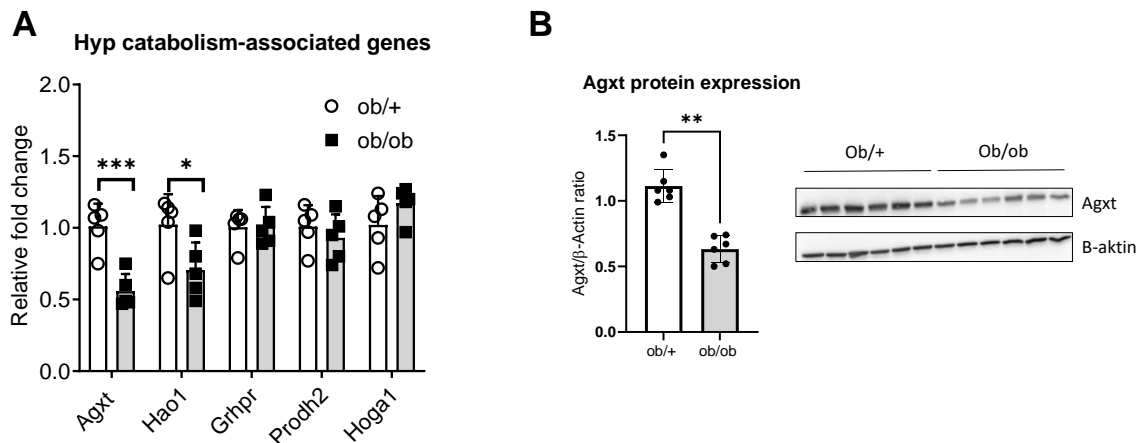 A
Hyp catabolism-associated genes
Relative fold change
2.0
1.5
1.0
0.5
0.0
ob/+
ob/ob
***
*
Agxt
Hao1
Grhpr
Prodh2
Hoga1
B
Agxt protein expression
Agxt/β-Actin ratio
1.5
1.0
0.5
0.0
**
ob/+
ob/ob
Ob/+
Ob/ob
Agxt
B-aktin